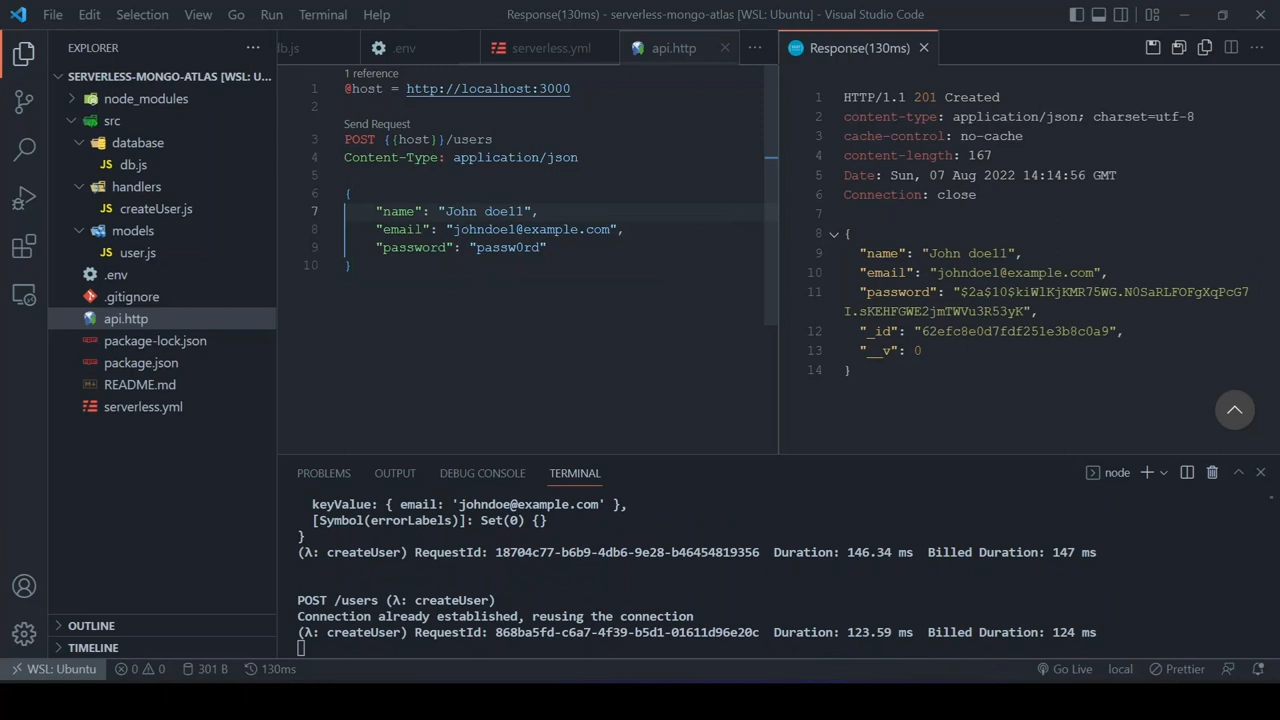 File Edit Selection View Go Run Terminal Help
Response(130ms) - serverless-mongo-atlas [WSL: Ubuntu] - Visual Studio Code
EXPLORER
SERVERLESS-MONGO-ATLAS [WSL: U...
node_modules
src
database
JS db.js
handlers
JS createUser.js
models
JS user.js
.env
.gitignore
api.http
package-lock.json
package.json
README.md
serverless.yml
OUTLINE
TIMELINE
db.js
.env
serverless.yml
api.http
1 reference
1 @host = http://localhost:3000
2
Send Request
3 POST {{host}}/users
4 Content-Type: application/json
5
6 {
7 "name": "John doe11",
8 "email": "johndoe1@example.com",
9 "password": "passw0rd"
10 }
Response(130ms)
1 HTTP/1.1 201 Created
2 content-type: application/json; charset=utf-8
3 cache-control: no-cache
4 content-length: 167
5 Date: Sun, 07 Aug 2022 14:14:56 GMT
6 Connection: close
7
8 {
9 "name": "John doe11",
10 "email": "johndoe1@example.com",
11 "password": "$2a$10$kiWlKjKMR75WG.N0SaRLFOFgXqPcG7
I.sKEHFGWE2jmTWVu3R53yK",
12 "_id": "62efc8e0d7fdf251e3b8c0a9",
13 "__v": 0
14 }
PROBLEMS OUTPUT DEBUG CONSOLE TERMINAL
node
keyValue: { email: 'johndoe@example.com' },
[Symbol(errorLabels)]: Set(0) {}
}
(λ: createUser) RequestId: 18704c77-b6b9-4db6-9e28-b46454819356 Duration: 146.34 ms Billed Duration: 147 ms
POST /users (λ: createUser)
Connection already established, reusing the connection
(λ: createUser) RequestId: 868ba5fd-c6a7-4f39-b5d1-01611d96e20c Duration: 123.59 ms Billed Duration: 124 ms
WSL: Ubuntu 0 0 301 B 130ms
Go Live local Prettier